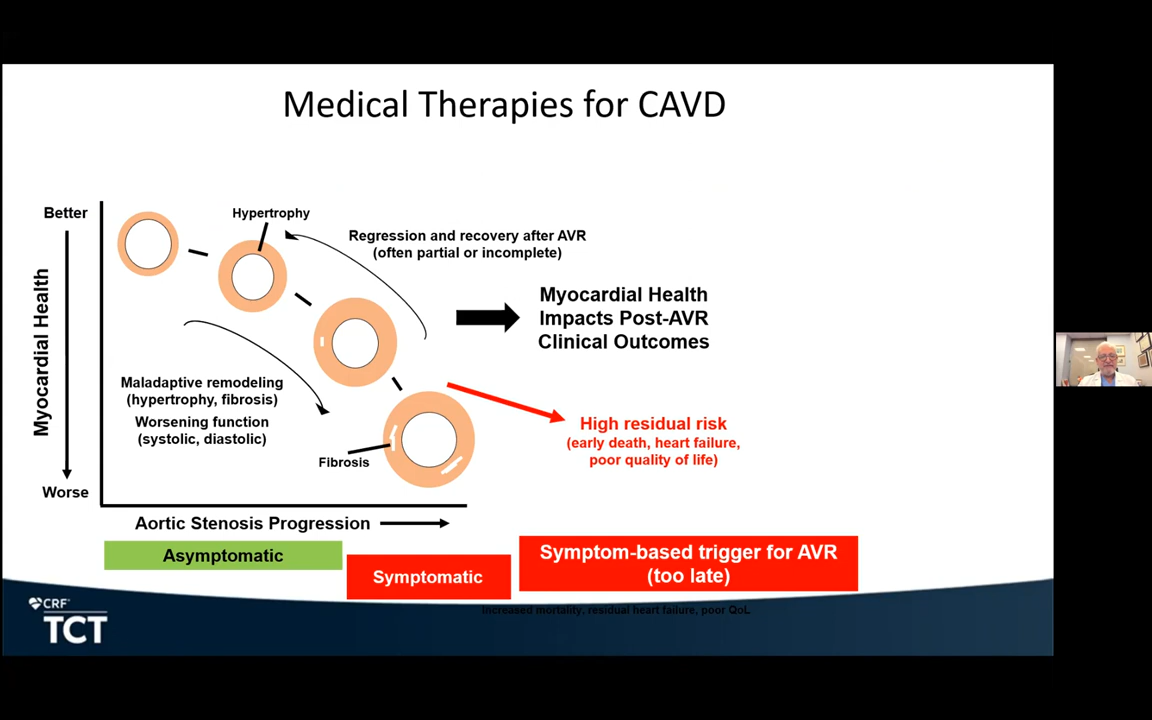 Medical Therapies for CAVD
Better
Myocardial Health
Worse
Hypertrophy
Regression and recovery after AVR
(often partial or incomplete)
Myocardial Health
Impacts Post-AVR
Clinical Outcomes
Maladaptive remodeling
(hypertrophy, fibrosis)
Worsening function
(systolic, diastolic)
Fibrosis
High residual risk
(early death, heart failure,
poor quality of life)
Aortic Stenosis Progression
Asymptomatic
Symptomatic
Symptom-based trigger for AVR
(too late)
Increased mortality, residual heart failure, poor QoL
CRF
TCT